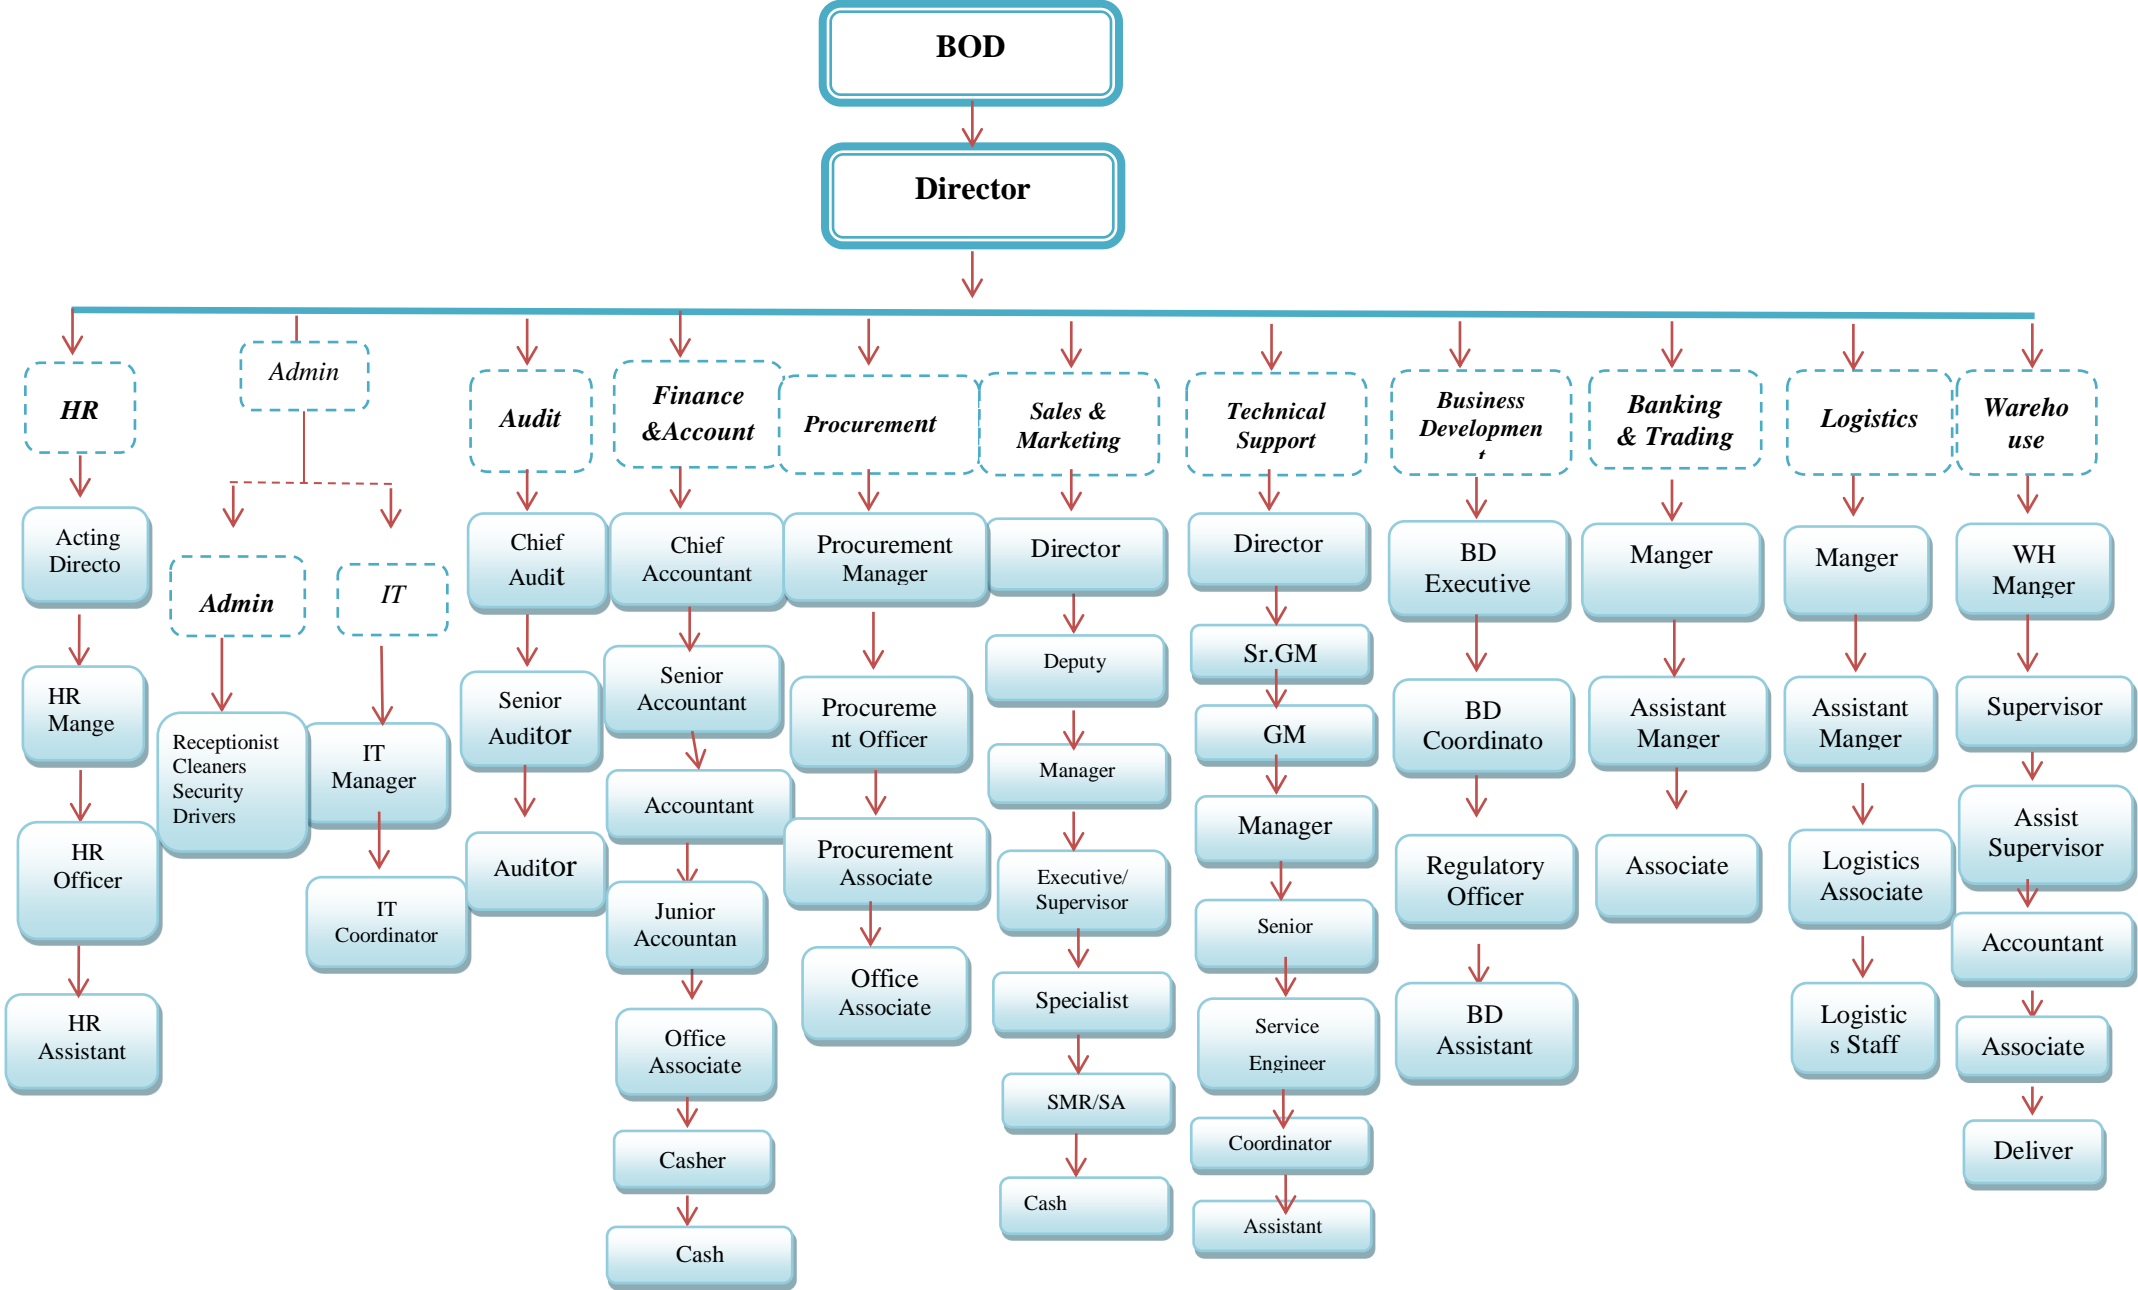 BOD
Director
HR
Acting
Directo
HR
Mange
HR
Officer
HR
Assistant
Admin
Admin
Receptionist
Cleaners
Security
Drivers
IT
IT
Manager
IT
Coordinator
Audit
Chief
Audit
Senior
Auditor
Auditor
Finance
&Account
Chief
Accountant
Senior
Accountant
Accountant
Junior
Accountan
Office
Associate
Casher
Cash
Procurement
Procurement
Manager
Procureme
nt Officer
Procurement
Associate
Office
Associate
Sales &
Marketing
Director
Deputy
Manager
Executive/
Supervisor
Specialist
SMR/SA
Cash
Technical
Support
Director
Sr.GM
GM
Manager
Senior
Service
Engineer
Coordinator
Assistant
Business
Developmen
t
BD
Executive
BD
Coordinato
Regulatory
Officer
BD
Assistant
Banking
& Trading
Manger
Assistant
Manger
Associate
Logistics
Manger
Assistant
Manger
Logistics
Associate
Logistic
s Staff
Wareho
use
WH
Manger
Supervisor
Assist
Supervisor
Accountant
Associate
Deliver